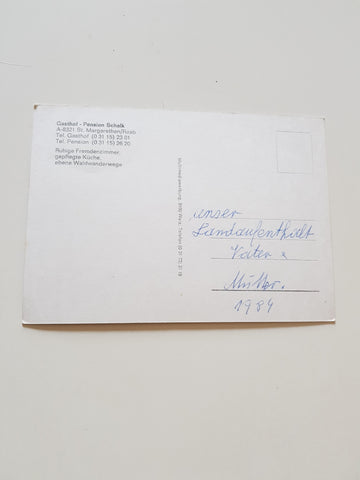 Gasthof - Pension Schalk
A-8321 St. Margarethen/Raab
Tel. Gasthof (0 31 15) 23 01
Tel. Pension (0 31 15) 26 20
Ruhige Fremdenzimmer,
gepflegte Küche,
ebene Waldwanderwege
unser
Landaufenthalt
Vater u
Mutter.
1984